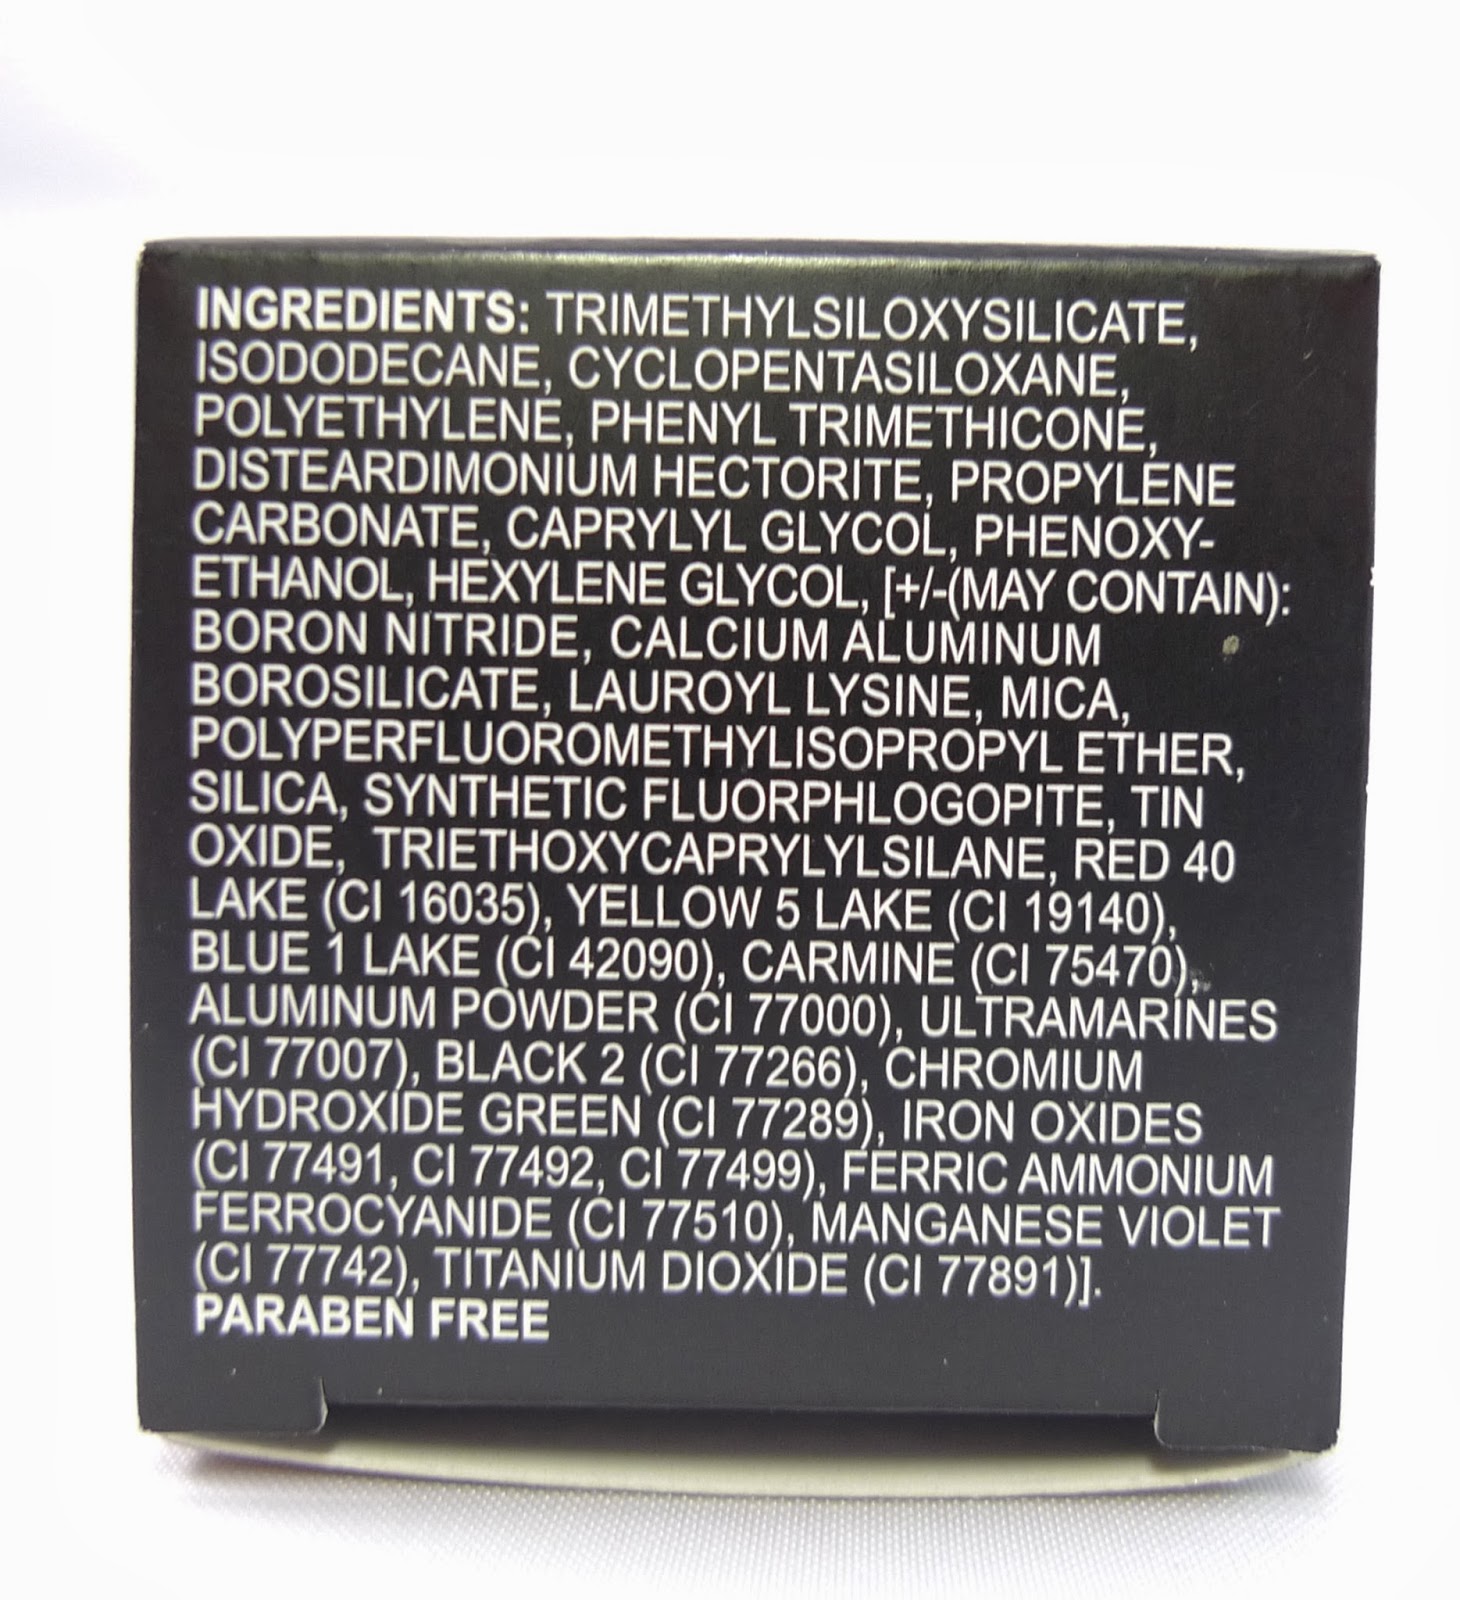 INGREDIENTS: TRIMETHYLSILOXYSILICATE,
ISODODECANE, CYCLOPENTASILOXANE,
POLYETHYLENE, PHENYL TRIMETHICONE,
DISTEARDIMONIUM HECTORITE, PROPYLENE
CARBONATE, CAPRYLYL GLYCOL, PHENOXY-
ETHANOL, HEXYLENE GLYCOL, [+/-(MAY CONTAIN):
BORON NITRIDE, CALCIUM ALUMINUM
BOROSILICATE, LAUROYL LYSINE, MICA,
POLYPERFLUOROMETHYLISOPROPYL ETHER,
SILICA, SYNTHETIC FLUORPHLOGOPITE, TIN
OXIDE, TRIETHOXYCAPRYLYLSILANE, RED 40
LAKE (CI 16035), YELLOW 5 LAKE (CI 19140),
BLUE 1 LAKE (CI 42090), CARMINE (CI 75470),
ALUMINUM POWDER (CI 77000), ULTRAMARINES
(CI 77007), BLACK 2 (CI 77266), CHROMIUM
HYDROXIDE GREEN (CI 77289), IRON OXIDES
(CI 77491, CI 77492, CI 77499), FERRIC AMMONIUM
FERROCYANIDE (CI 77510), MANGANESE VIOLET
(CI 77742), TITANIUM DIOXIDE (CI 77891)].
PARABEN FREE